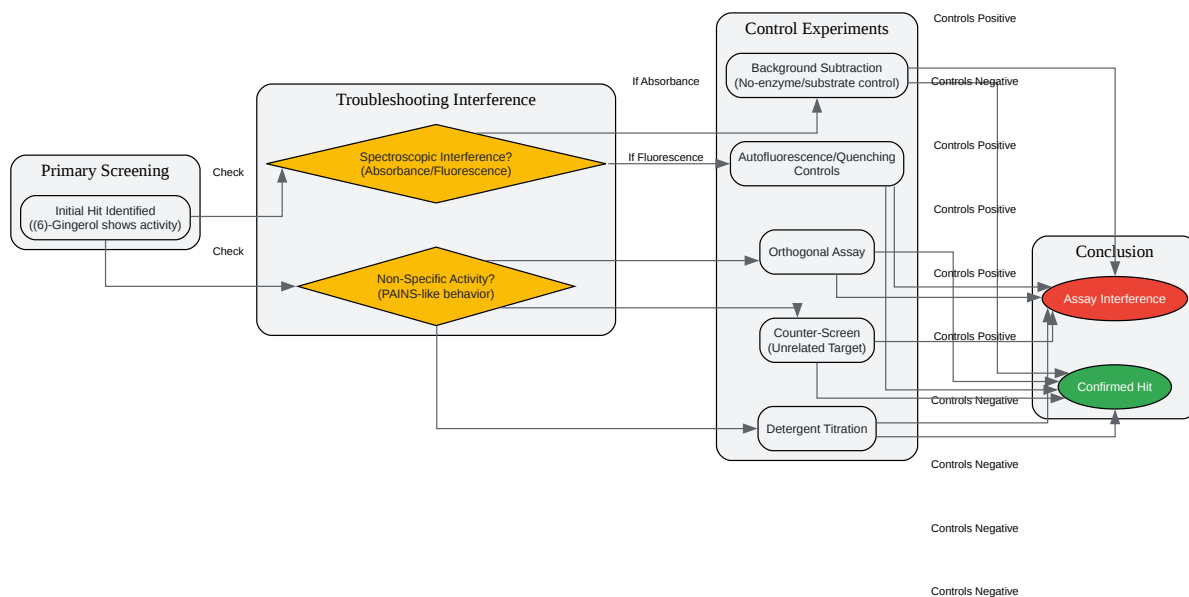 Primary Screening
Initial Hit Identified
((6)-Gingerol shows activity)
Check
Check
Troubleshooting Interference
Spectroscopic Interference?
(Absorbance/Fluorescence)
Non-Specific Activity?
(PAINS-like behavior)
If Absorbance
If Fluorescence
Control Experiments
Background Subtraction
(No-enzyme/substrate control)
Autofluorescence/Quenching
Controls
Orthogonal Assay
Counter-Screen
(Unrelated Target)
Detergent Titration
Controls Positive
Controls Negative
Controls Positive
Controls Positive
Controls Positive
Controls Positive
Controls Negative
Controls Negative
Controls Negative
Controls Negative
Conclusion
Assay Interference
Confirmed Hit